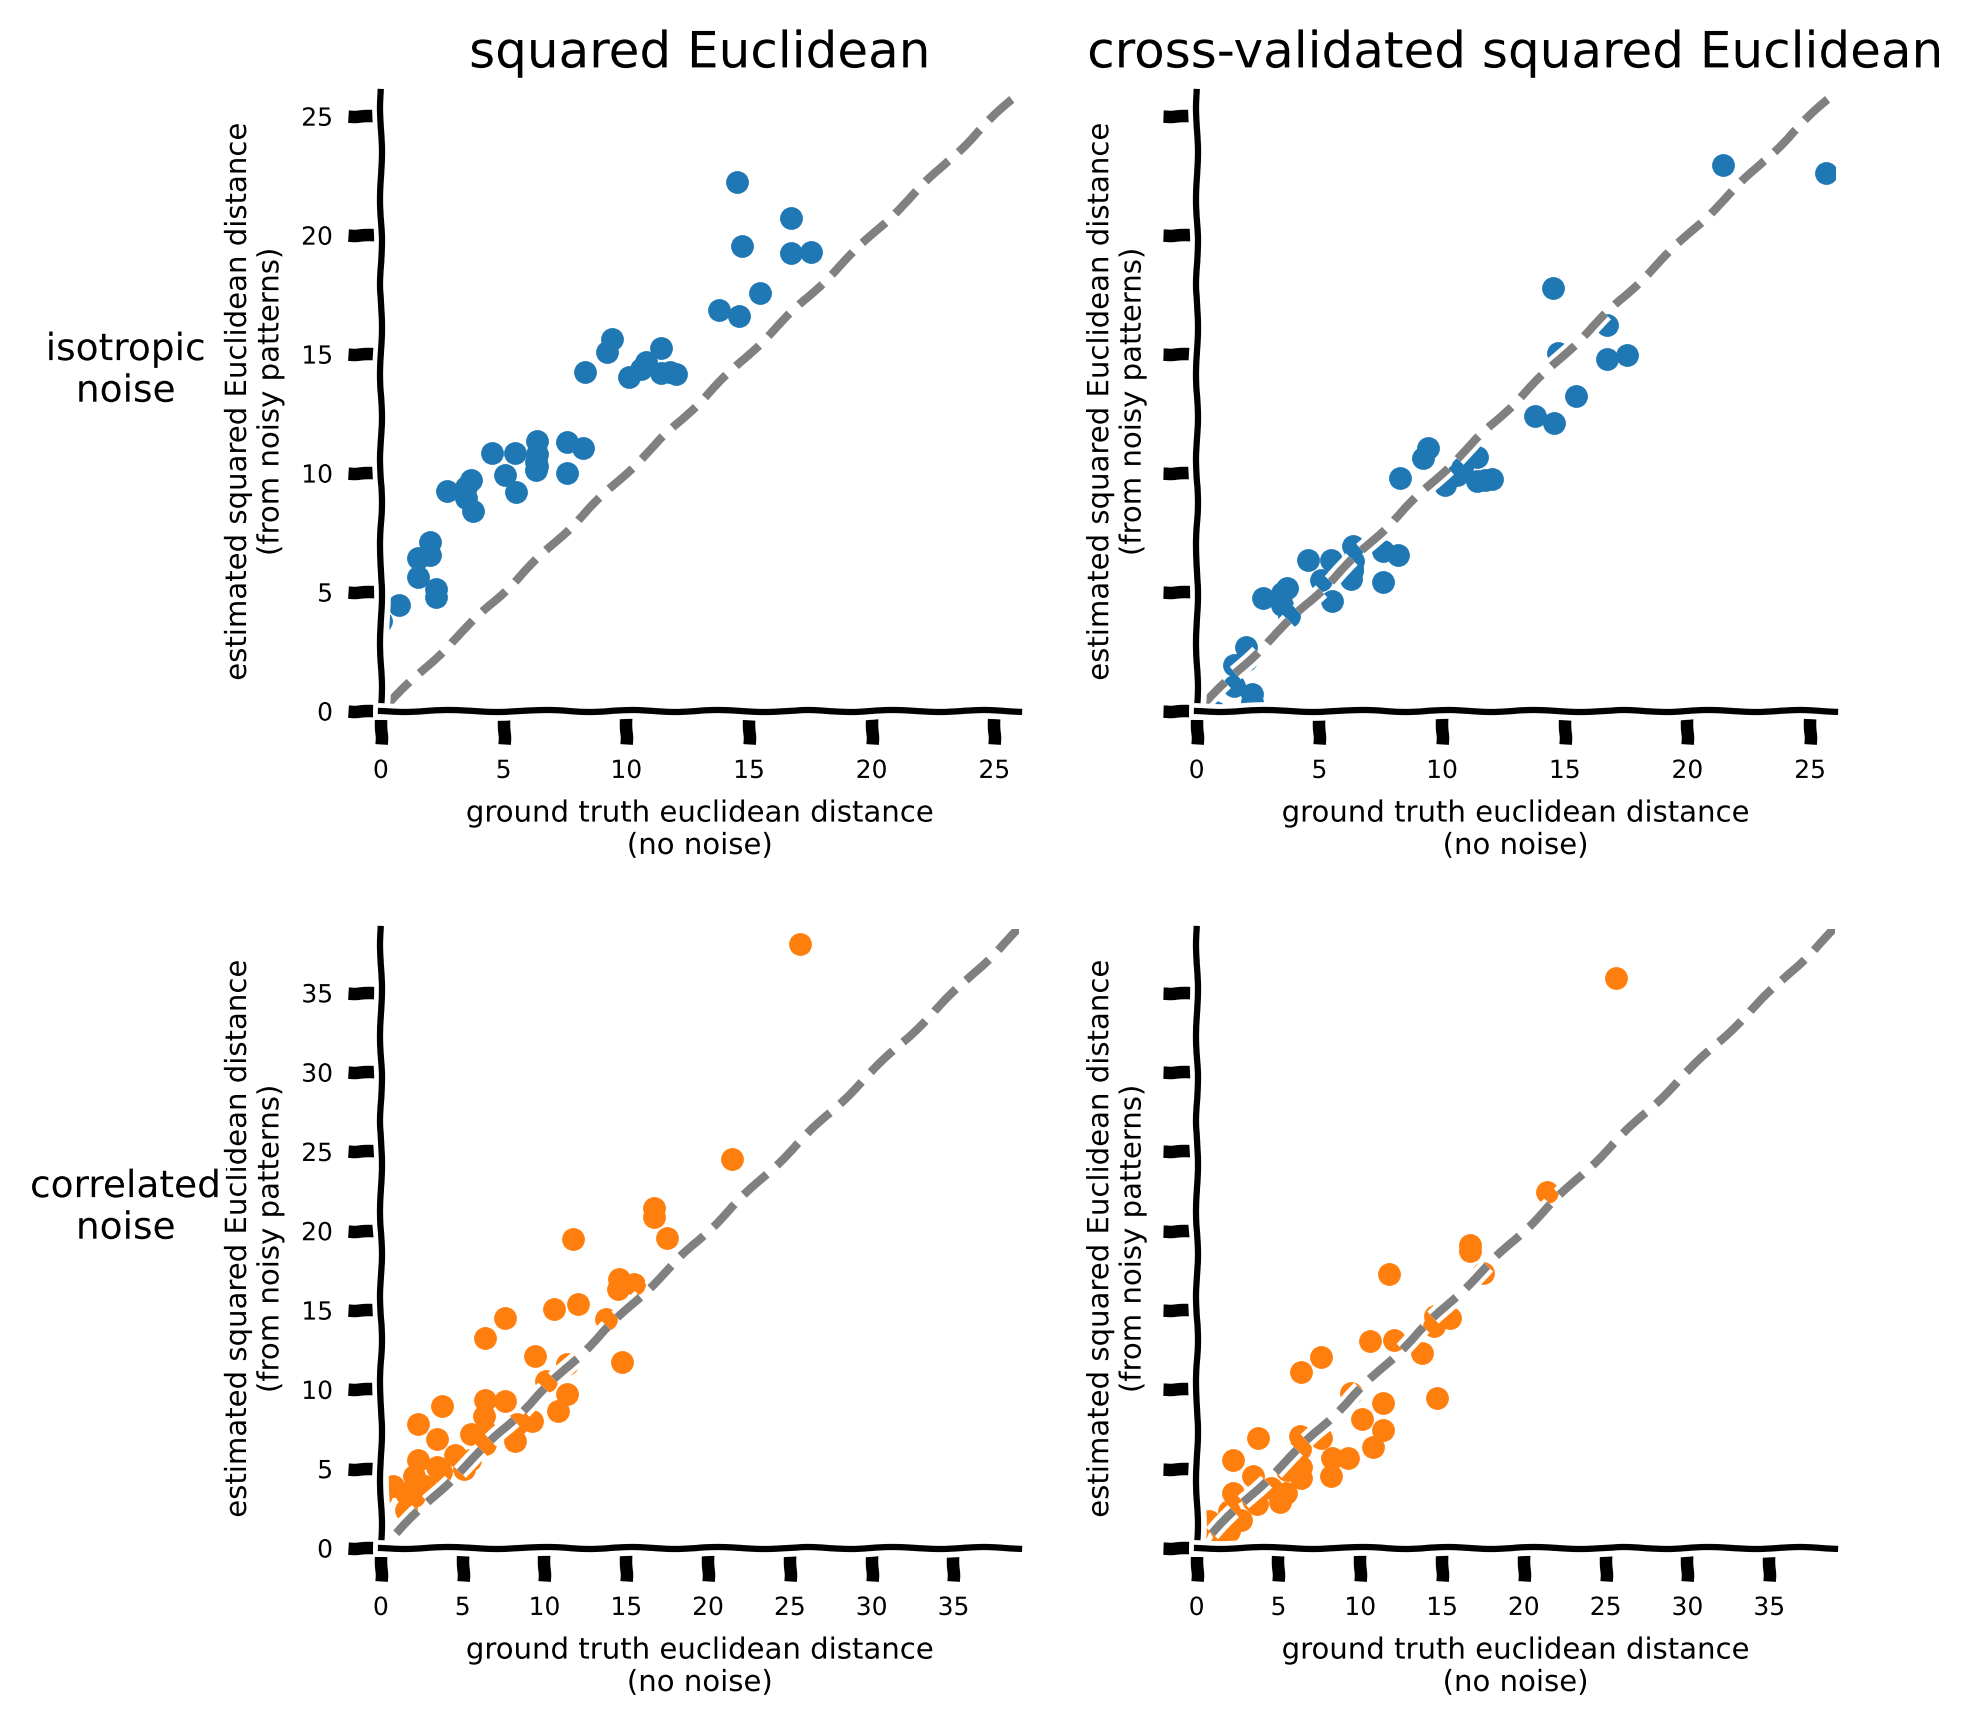 squared Euclidean
cross-validated squared Euclidean
isotropic
noise
estimated squared Euclidean distance
(from noisy patterns)
25
20
15
10
5
0
0 5 10 15 20 25
ground truth euclidean distance
(no noise)
estimated squared Euclidean distance
(from noisy patterns)
0 5 10 15 20 25
ground truth euclidean distance
(no noise)
correlated
noise
estimated squared Euclidean distance
(from noisy patterns)
35
30
25
20
15
10
5
0
0 5 10 15 20 25 30 35
ground truth euclidean distance
(no noise)
estimated squared Euclidean distance
(from noisy patterns)
0 5 10 15 20 25 30 35
ground truth euclidean distance
(no noise)